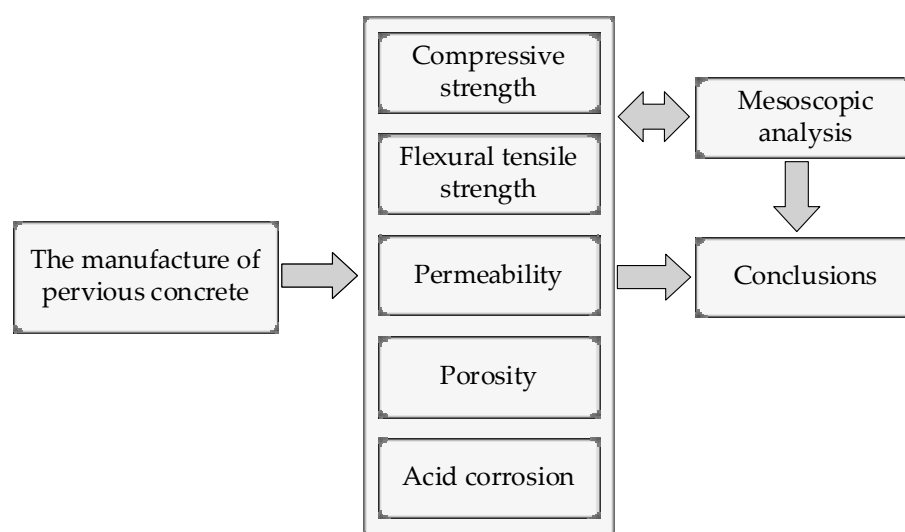 The manufacture of
pervious concrete
Compressive
strength
Flexural tensile
strength
Permeability
Porosity
Acid corrosion
Mesoscopic
analysis
Conclusions